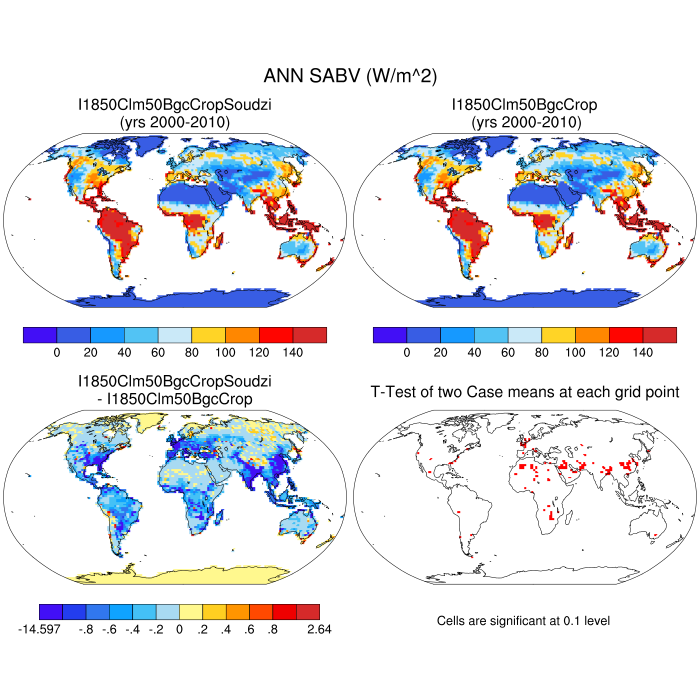 ANN SABV (W/m^2)
I1850Clm50BgcCropSoudzi
(yrs 2000-2010)
I1850Clm50BgcCrop
(yrs 2000-2010)
0 20 40 60 80 100 120 140
0 20 40 60 80 100 120 140
I1850Clm50BgcCropSoudzi
- I1850Clm50BgcCrop
T-Test of two Case means at each grid point
-14.597 -.8 -.6 -.4 -.2 0 .2 .4 .6 .8 2.64
Cells are significant at 0.1 level